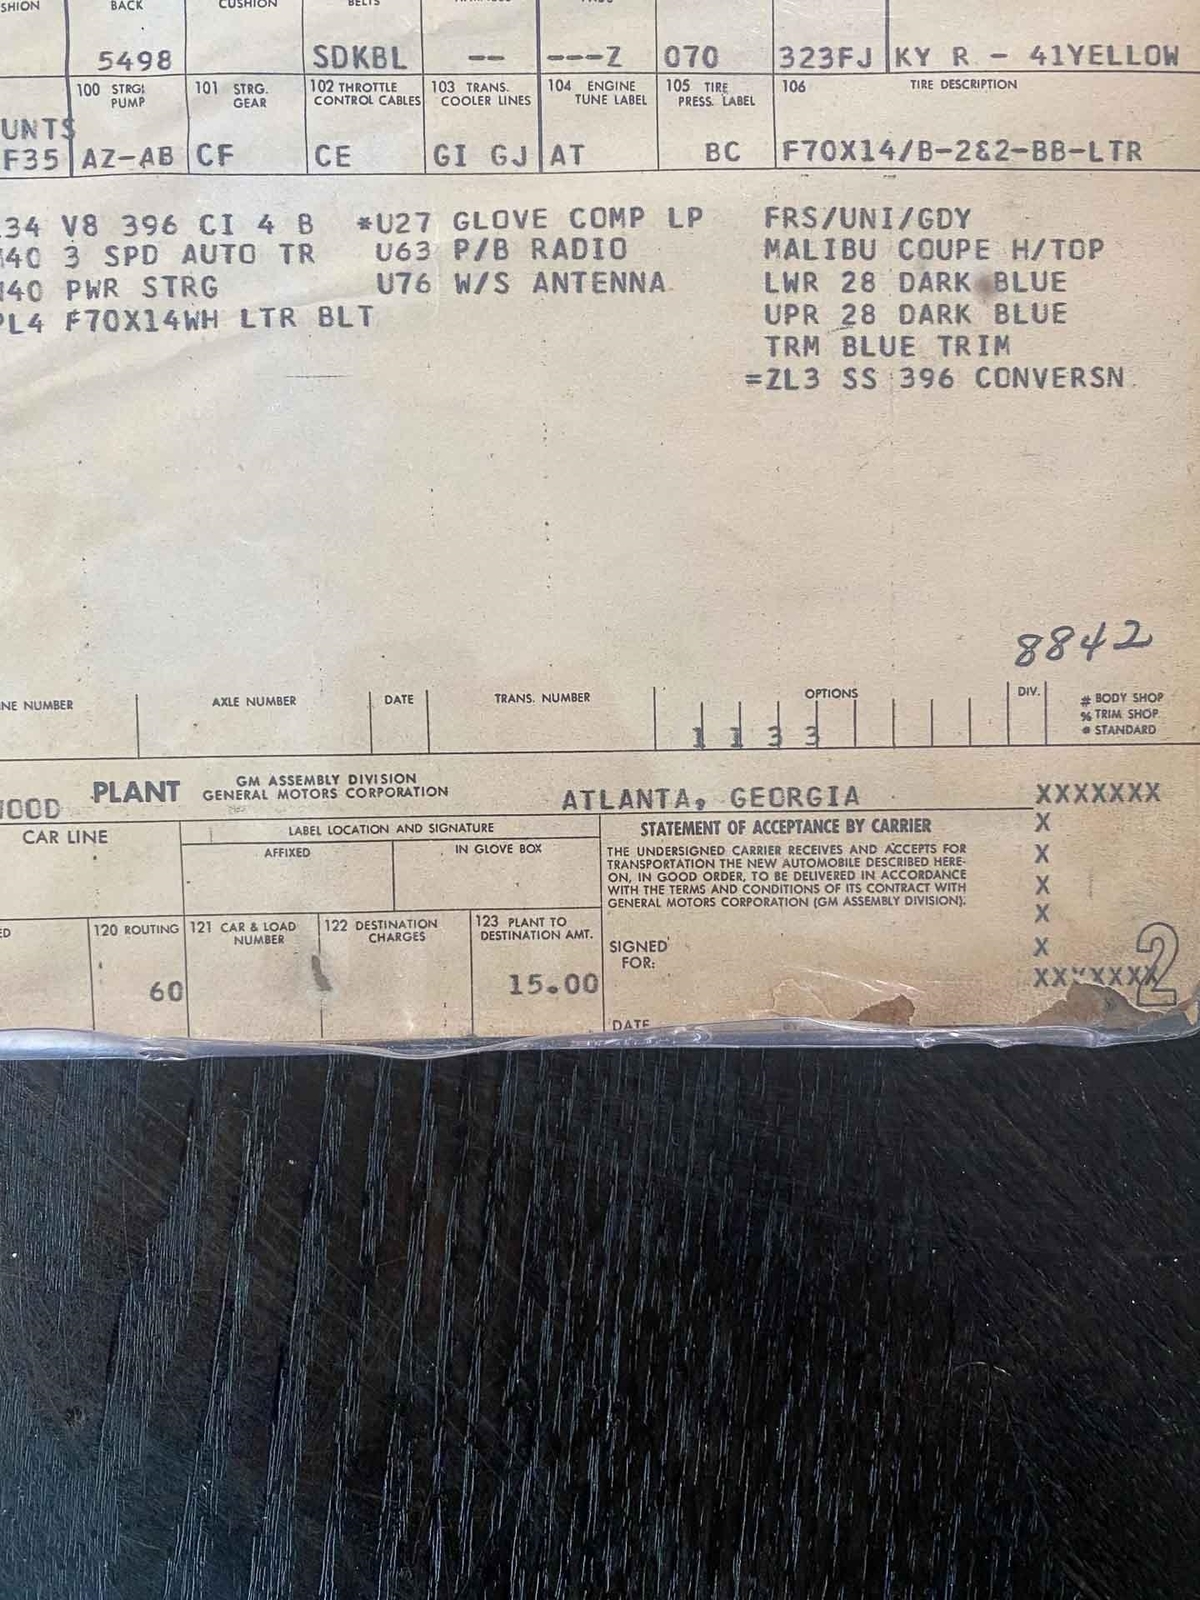 SHION BACK CUSHION BELTS
5498 SDKBL -- ---Z 070 323FJ KY R - 41YELLOW
100 STRG. PUMP 101 STRG. GEAR 102 THROTTLE CONTROL CABLES 103 TRANS. COOLER LINES 104 ENGINE TUNE LABEL 105 TIRE PRESS. LABEL 106 TIRE DESCRIPTION
UNTS
F35 AZ-AB CF CE GI GJ AT BC F70X14/B-2&2-BB-LTR
34 V8 396 CI 4 B *U27 GLOVE COMP LP FRS/UNI/GDY
40 3 SPD AUTO TR U63 P/B RADIO MALIBU COUPE H/TOP
40 PWR STRG U76 W/S ANTENNA LWR 28 DARK BLUE
PL4 F70X14WH LTR BLT UPR 28 DARK BLUE
TRM BLUE TRIM
=ZL3 SS 396 CONVERSN
8842
NE NUMBER AXLE NUMBER DATE TRANS. NUMBER OPTIONS DIV. # BODY SHOP
% TRIM SHOP
1 1 3 3 * STANDARD
WOOD PLANT GM ASSEMBLY DIVISION
GENERAL MOTORS CORPORATION ATLANTA, GEORGIA XXXXXXX
CAR LINE LABEL LOCATION AND SIGNATURE STATEMENT OF ACCEPTANCE BY CARRIER X
AFFIXED IN GLOVE BOX THE UNDERSIGNED CARRIER RECEIVES AND ACCEPTS FOR
TRANSPORTATION THE NEW AUTOMOBILE DESCRIBED HERE- X
ON, IN GOOD ORDER, TO BE DELIVERED IN ACCORDANCE
WITH THE TERMS AND CONDITIONS OF ITS CONTRACT WITH X
GENERAL MOTORS CORPORATION (GM ASSEMBLY DIVISION).
X
ED 120 ROUTING 121 CAR & LOAD NUMBER 122 DESTINATION CHARGES 123 PLANT TO DESTINATION AMT. SIGNED FOR: X
60 15.00 XXXXXXX 2
DATE